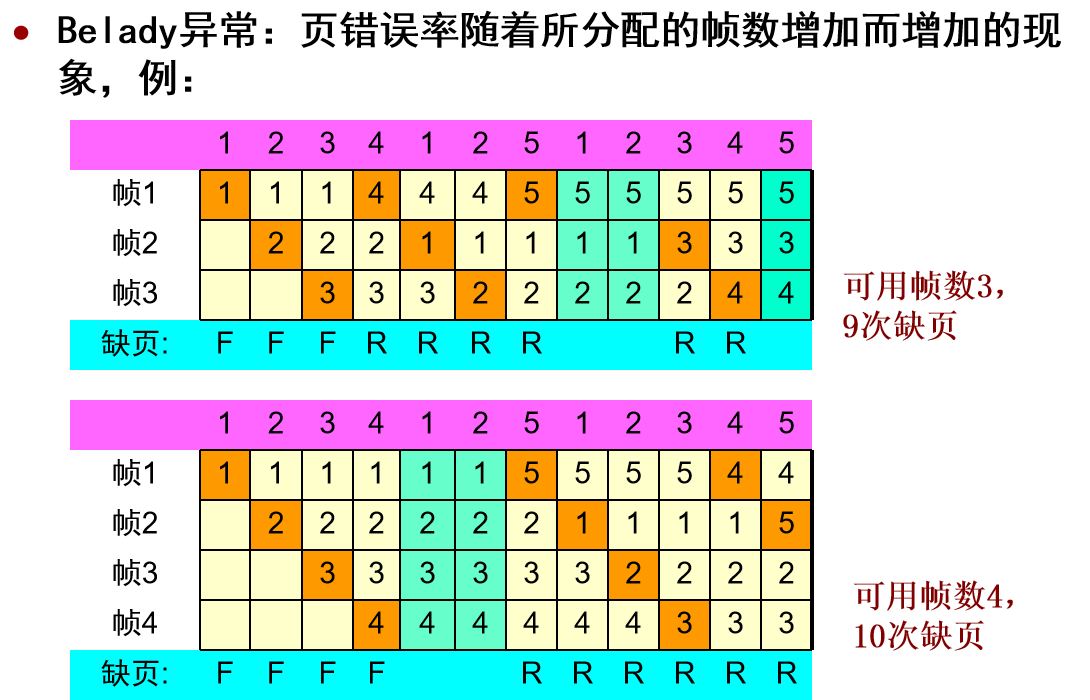 • Belady异常：页错误率随着所分配的帧数增加而增加的现
象，例：
1 2 3 4 1 2 5 1 2 3 4 5
帧1 1 1 1 4 4 4 5 5 5 5 5 5
帧2 2 2 2 1 1 1 1 1 3 3 3
帧3 3 3 3 2 2 2 2 2 4 4
缺页: F F F R R R R R R
可用帧数3，
9次缺页
1 2 3 4 1 2 5 1 2 3 4 5
帧1 1 1 1 1 1 1 5 5 5 5 4 4
帧2 2 2 2 2 2 2 1 1 1 1 5
帧3 3 3 3 3 3 3 2 2 2 2
帧4 4 4 4 4 4 4 3 3 3
缺页: F F F F R R R R R R
可用帧数4，
10次缺页